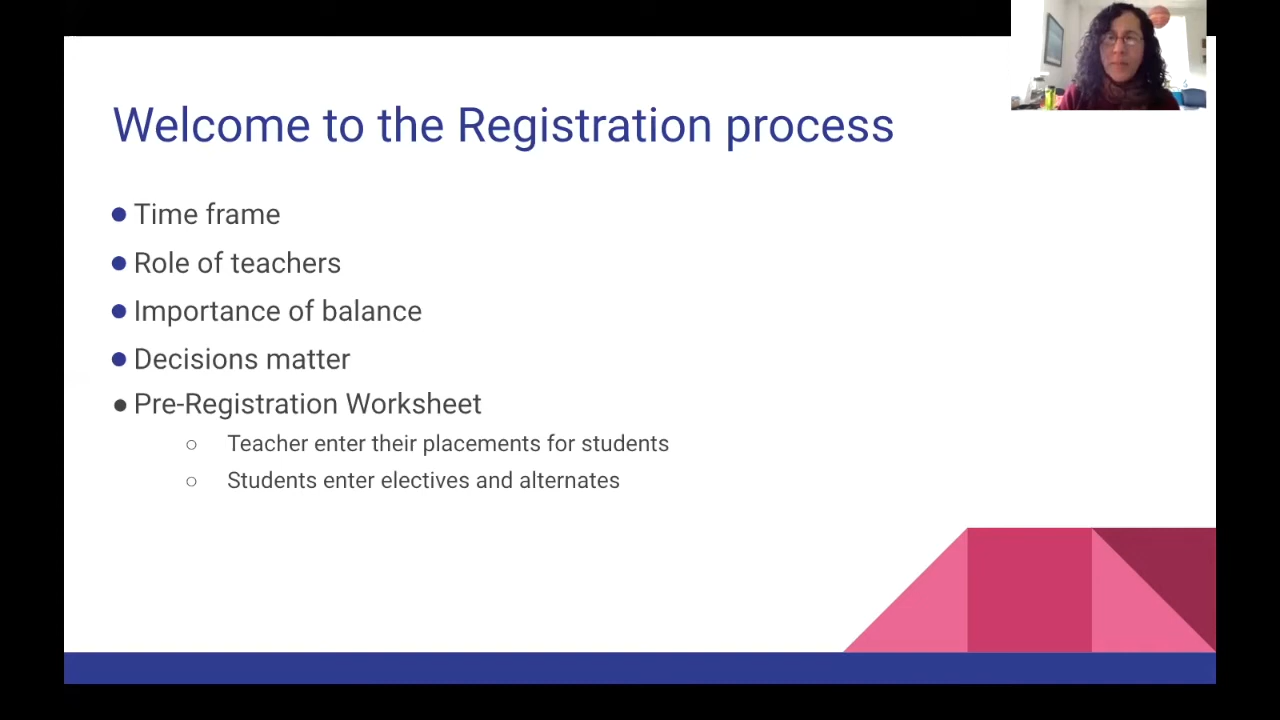 Welcome to the Registration process
● Time frame
● Role of teachers
● Importance of balance
● Decisions matter
● Pre-Registration Worksheet
○ Teacher enter their placements for students
○ Students enter electives and alternates